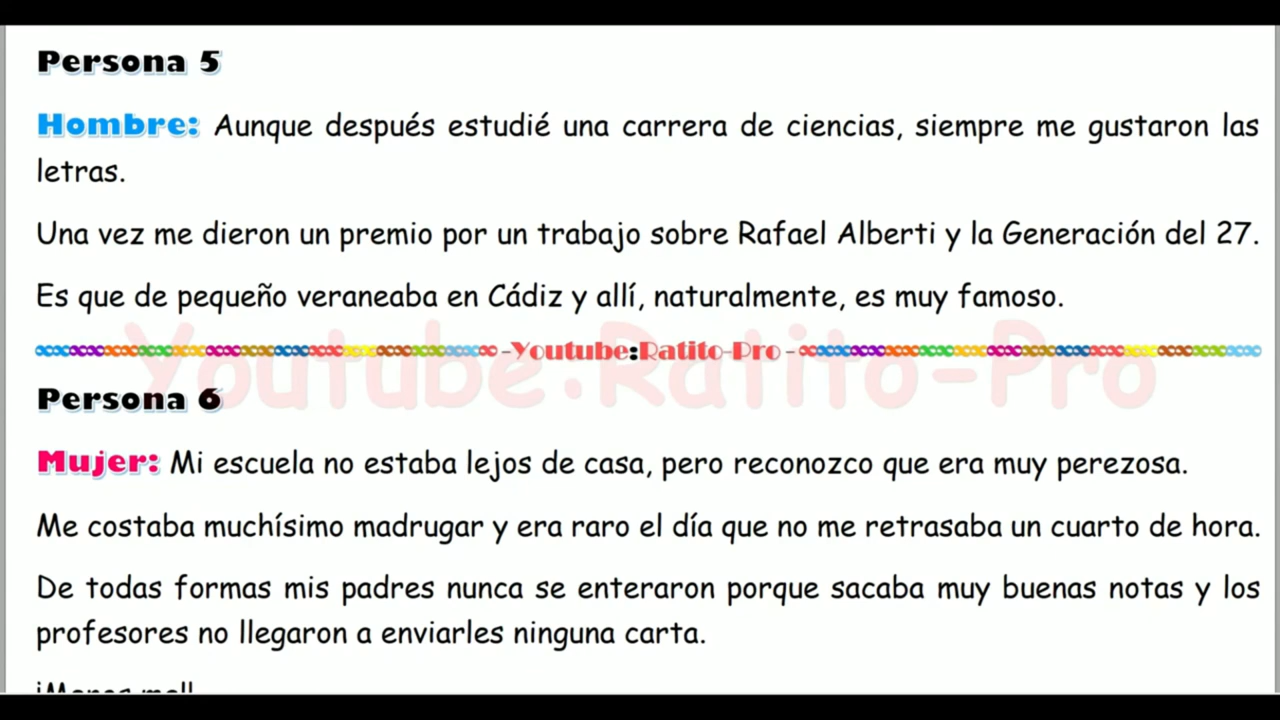 Persona 5
Hombre: Aunque después estudié una carrera de ciencias, siempre me gustaron las
letras.
Una vez me dieron un premio por un trabajo sobre Rafael Alberti y la Generación del 27.
Es que de pequeño veraneaba en Cádiz y allí, naturalmente, es muy famoso.
-Youtube:Ratito-Pro-
Youtube:Ratito-Pro
Persona 6
Mujer: Mi escuela no estaba lejos de casa, pero reconozco que era muy perezosa.
Me costaba muchísimo madrugar y era raro el día que no me retrasaba un cuarto de hora.
De todas formas mis padres nunca se enteraron porque sacaba muy buenas notas y los
profesores no llegaron a enviarles ninguna carta.